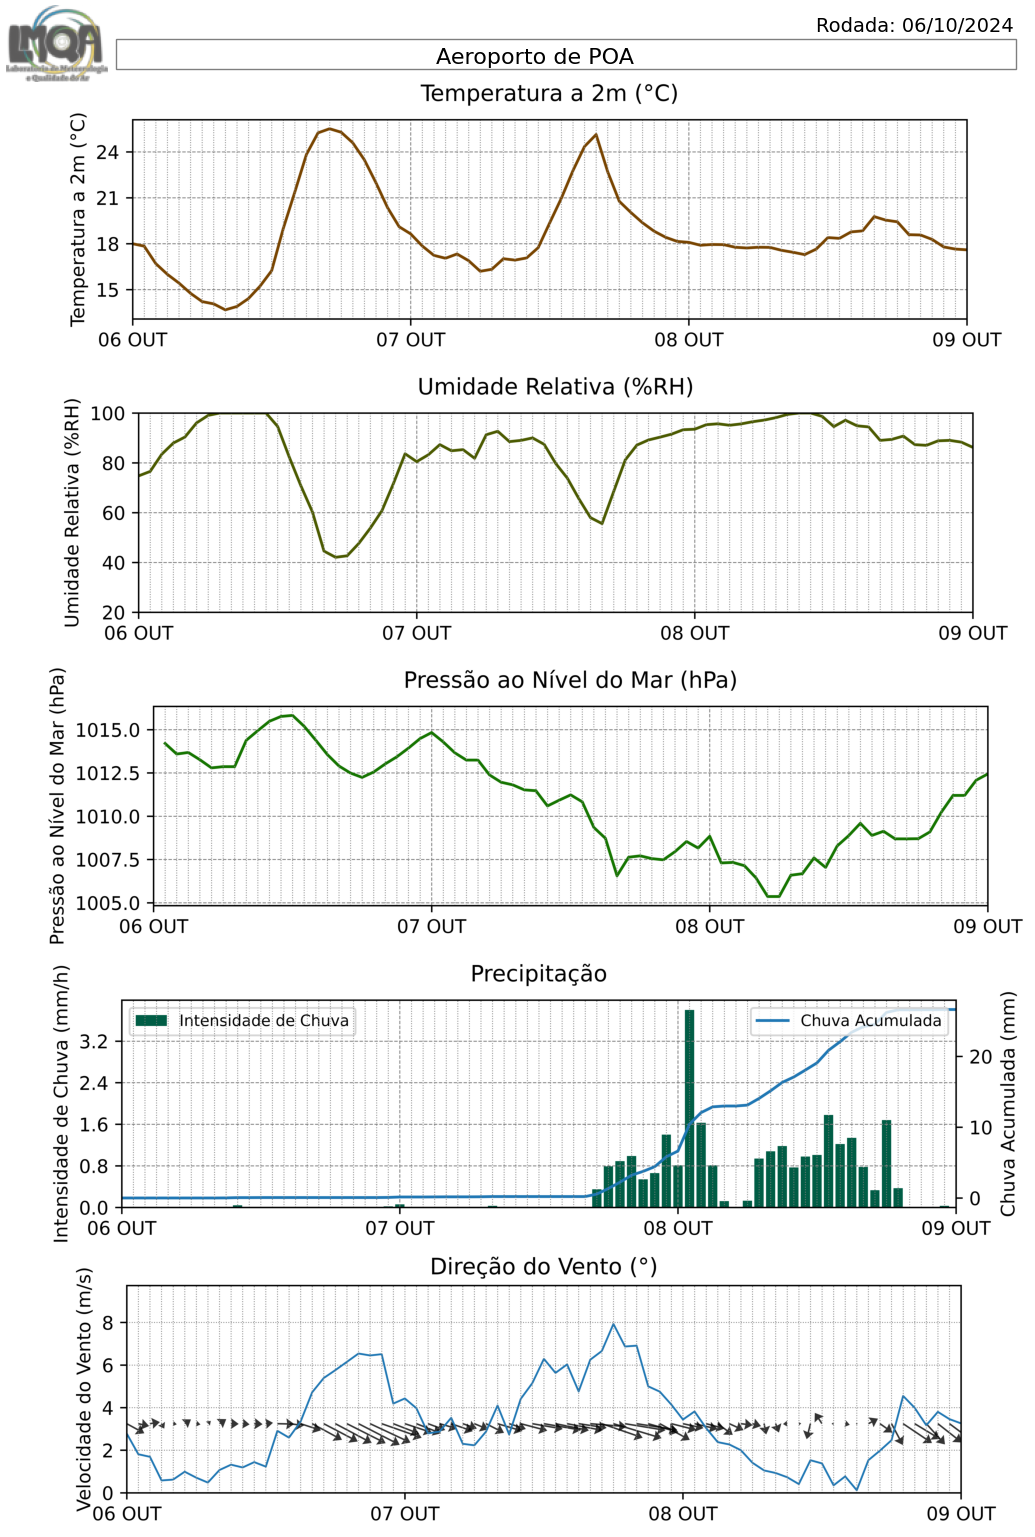 LMQA
Laboratório de Meteorologia
e Qualidade do Ar
Rodada: 06/10/2024
Aeroporto de POA
Temperatura a 2m (°C)
Temperatura a 2m (°C)
24
21
18
15
06 OUT 07 OUT 08 OUT 09 OUT
Umidade Relativa (%RH)
Umidade Relativa (%RH)
100
80
60
40
20
06 OUT 07 OUT 08 OUT 09 OUT
Pressão ao Nível do Mar (hPa)
Pressão ao Nível do Mar (hPa)
1015.0
1012.5
1010.0
1007.5
1005.0
06 OUT 07 OUT 08 OUT 09 OUT
Precipitação
Intensidade de Chuva (mm/h)
Intensidade de Chuva
Chuva Acumulada
3.2
2.4
1.6
0.8
0.0
20
10
0
Chuva Acumulada (mm)
06 OUT 07 OUT 08 OUT 09 OUT
Direção do Vento (°)
Velocidade do Vento (m/s)
8
6
4
2
0
06 OUT 07 OUT 08 OUT 09 OUT